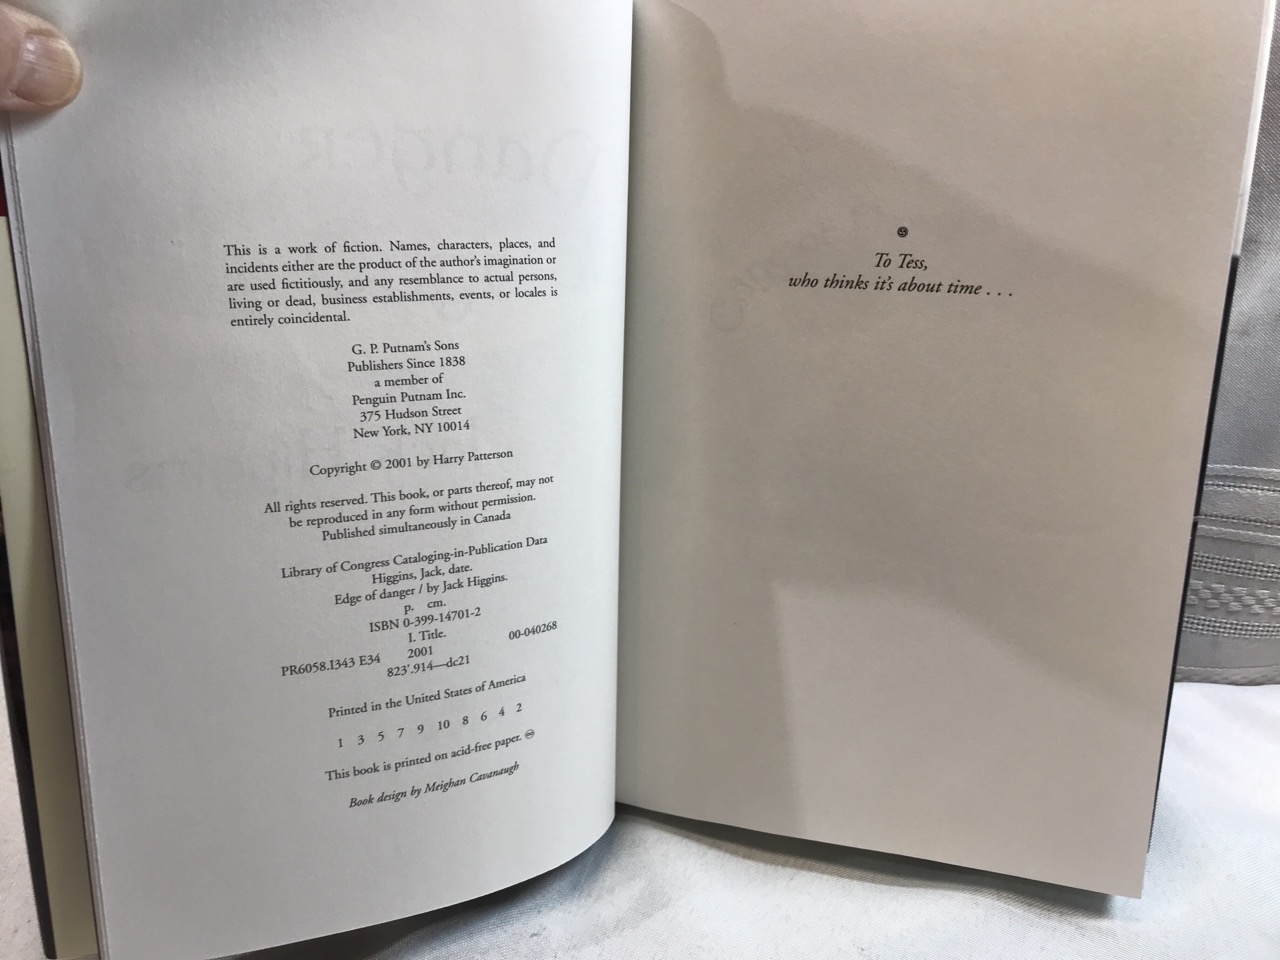 This is a work of fiction. Names, characters, places, and
incidents either are the product of the author's imagination or
are used fictitiously, and any resemblance to actual persons,
living or dead, business establishments, events, or locales is
entirely coincidental.
G. P. Putnam's Sons
Publishers Since 1838
a member of
Penguin Putnam Inc.
375 Hudson Street
New York, NY 10014
Copyright © 2001 by Harry Patterson
All rights reserved. This book, or parts thereof, may not
be reproduced in any form without permission.
Published simultaneously in Canada
Library of Congress Cataloging-in-Publication Data
Higgins, Jack, date.
Edge of danger / by Jack Higgins.
p. cm.
ISBN 0-399-14701-2
I. Title.
PR6058.I343 E34 2001 00-040268
823'.914—dc21
Printed in the United States of America
1 3 5 7 9 10 8 6 4 2
This book is printed on acid-free paper. ♾
Book design by Meighan Cavanaugh
To Tess,
who thinks it's about time . . .